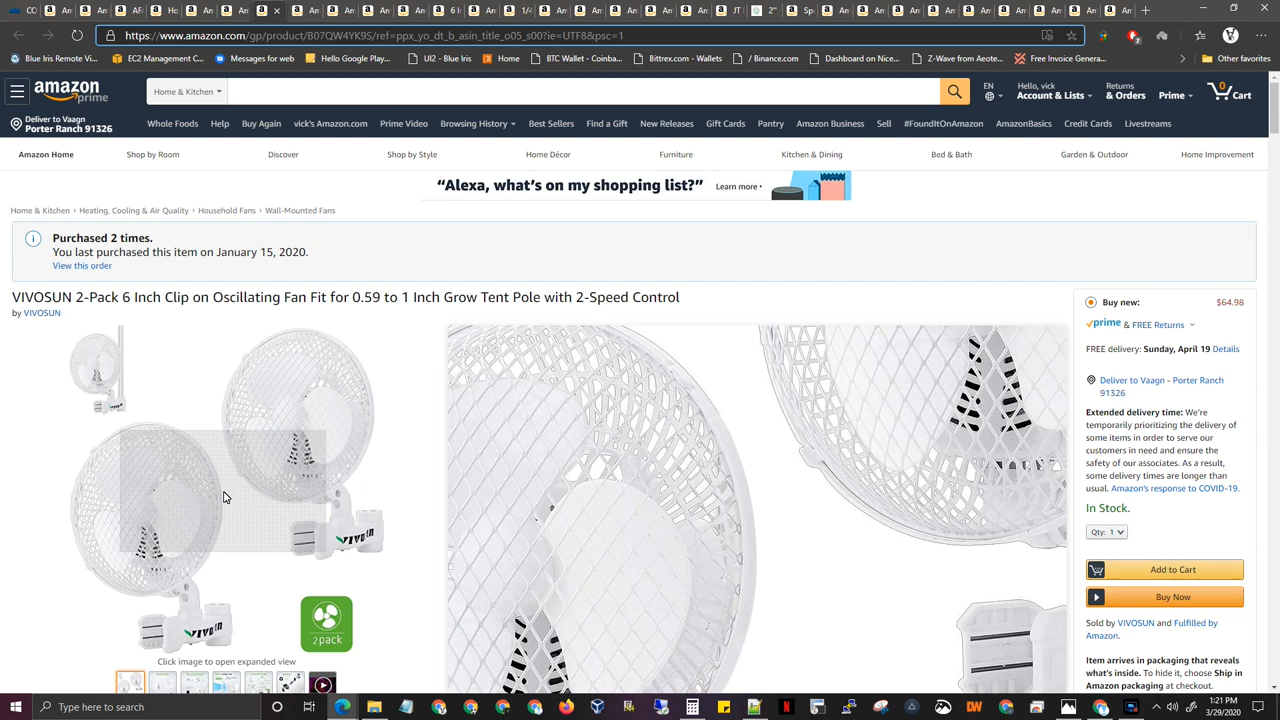 CC
1/4
JT
2"
Sp
https://www.amazon.com/gp/product/B07QW4YK9S/ref=ppx_yo_dt_b_asin_title_o05_s00?ie=UTF8&psc=1
Blue Iris Remote Vi... EC2 Management C... Messages for web Hello Google Play... UI2 - Blue Iris Home BTC Wallet - Coinba... Bittrex.com - Wallets / Binance.com Dashboard on Nice... Z-Wave from Aeote... Free Invoice Genera... Other favorites
amazon prime Home & Kitchen EN Hello, vick Account & Lists Returns & Orders Prime 0 Cart
Deliver to Vaagn
Porter Ranch 91326
Whole Foods Help Buy Again vick's Amazon.com Prime Video Browsing History Best Sellers Find a Gift New Releases Gift Cards Pantry Amazon Business Sell #FoundItOnAmazon AmazonBasics Credit Cards Livestreams
Amazon Home Shop by Room Discover Shop by Style Home Décor Furniture Kitchen & Dining Bed & Bath Garden & Outdoor Home Improvement
“Alexa, what’s on my shopping list?” Learn more
Home & Kitchen › Heating, Cooling & Air Quality › Household Fans › Wall-Mounted Fans
Purchased 2 times.
You last purchased this item on January 15, 2020.
View this order
VIVOSUN 2-Pack 6 Inch Clip on Oscillating Fan Fit for 0.59 to 1 Inch Grow Tent Pole with 2-Speed Control
by VIVOSUN
2pack
Click image to open expanded view
Buy new: $64.98
prime & FREE Returns
FREE delivery: Sunday, April 19 Details
Deliver to Vaagn - Porter Ranch
91326
Extended delivery time: We're
temporarily prioritizing the delivery of
some items in order to serve our
customers in need and ensure the
safety of our associates. As a result,
some delivery times are longer than
usual. Amazon's response to COVID-19.
In Stock.
Qty: 1
Add to Cart
Buy Now
Sold by VIVOSUN and Fulfilled by
Amazon.
Item arrives in packaging that reveals
what's inside. To hide it, choose Ship in
Amazon packaging at checkout.
Type here to search
1:21 PM
3/29/2020